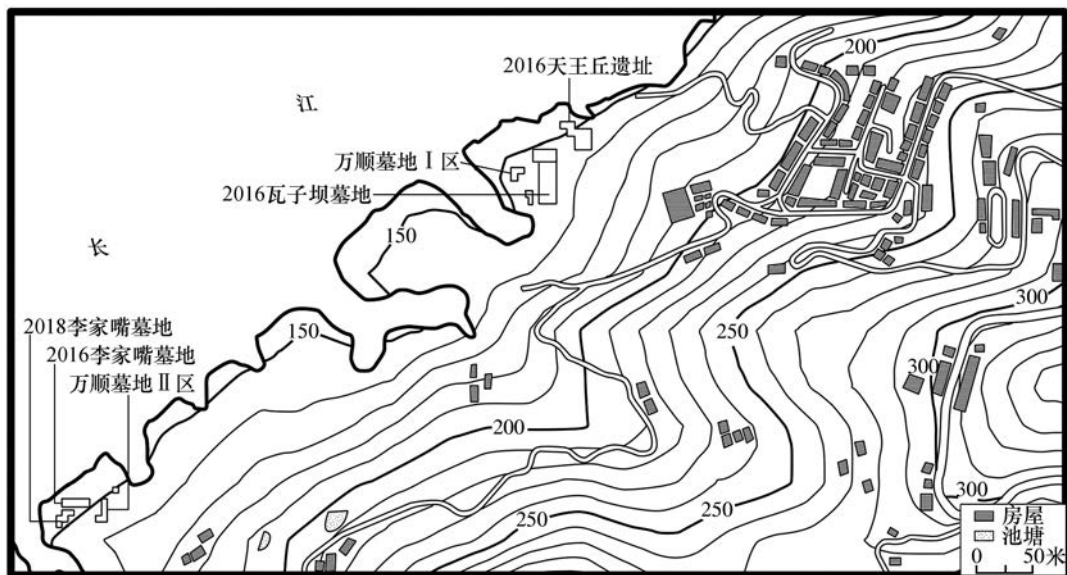 200
2016天王丘遗址
江
万顺墓地Ⅰ区
2016瓦子坝墓地
150
长
300
150
250
2018李家嘴墓地
2016李家嘴墓地
万顺墓地Ⅱ区
300
200
300
250
房屋
池塘
0 50米